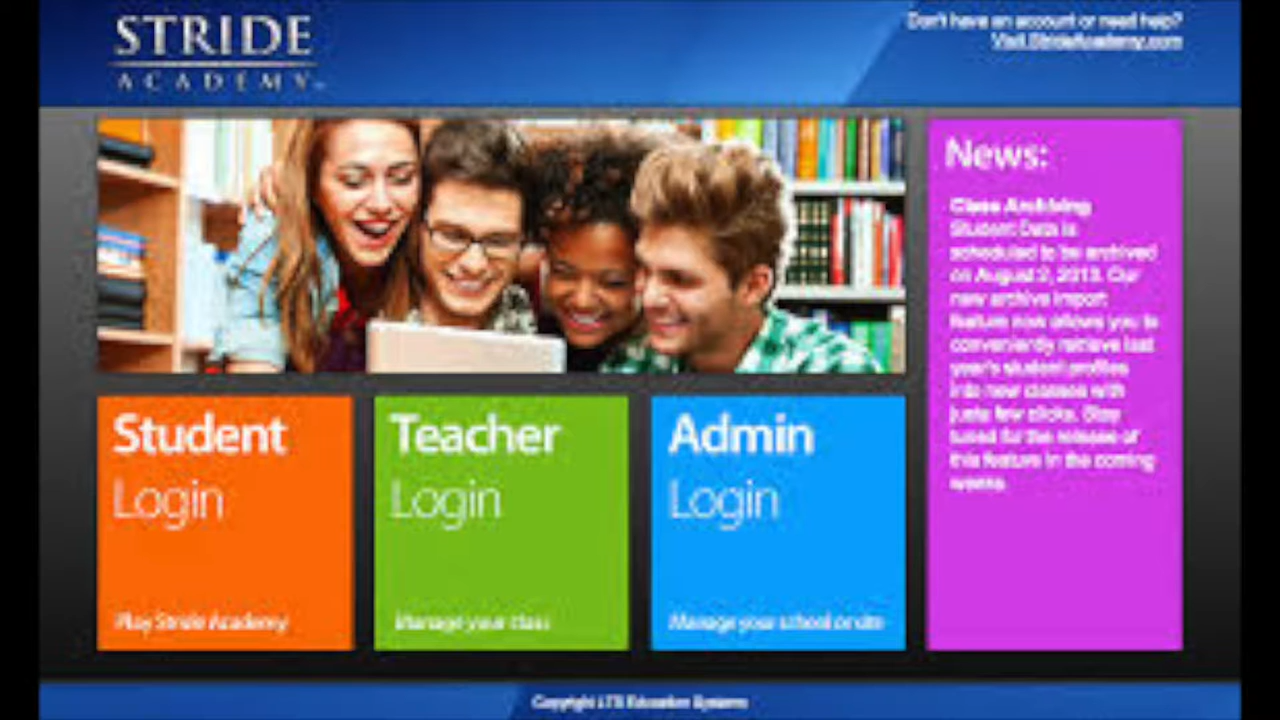 STRIDE
ACADEMY
Don't have an account or need help?
Visit StrideAcademy.com
News:
Class Archiving
Student Data is
scheduled to be archived
on August 2, 2013. Our
new archive import
feature now allows you to
conveniently retrieve last
year's student profiles
into new classes with
just a few clicks. Stay
tuned for the release of
this feature in the coming
weeks.
Student
Login
Play Stride Academy
Teacher
Login
Manage your class
Admin
Login
Manage your school or site
Copyright LTS Education Systems